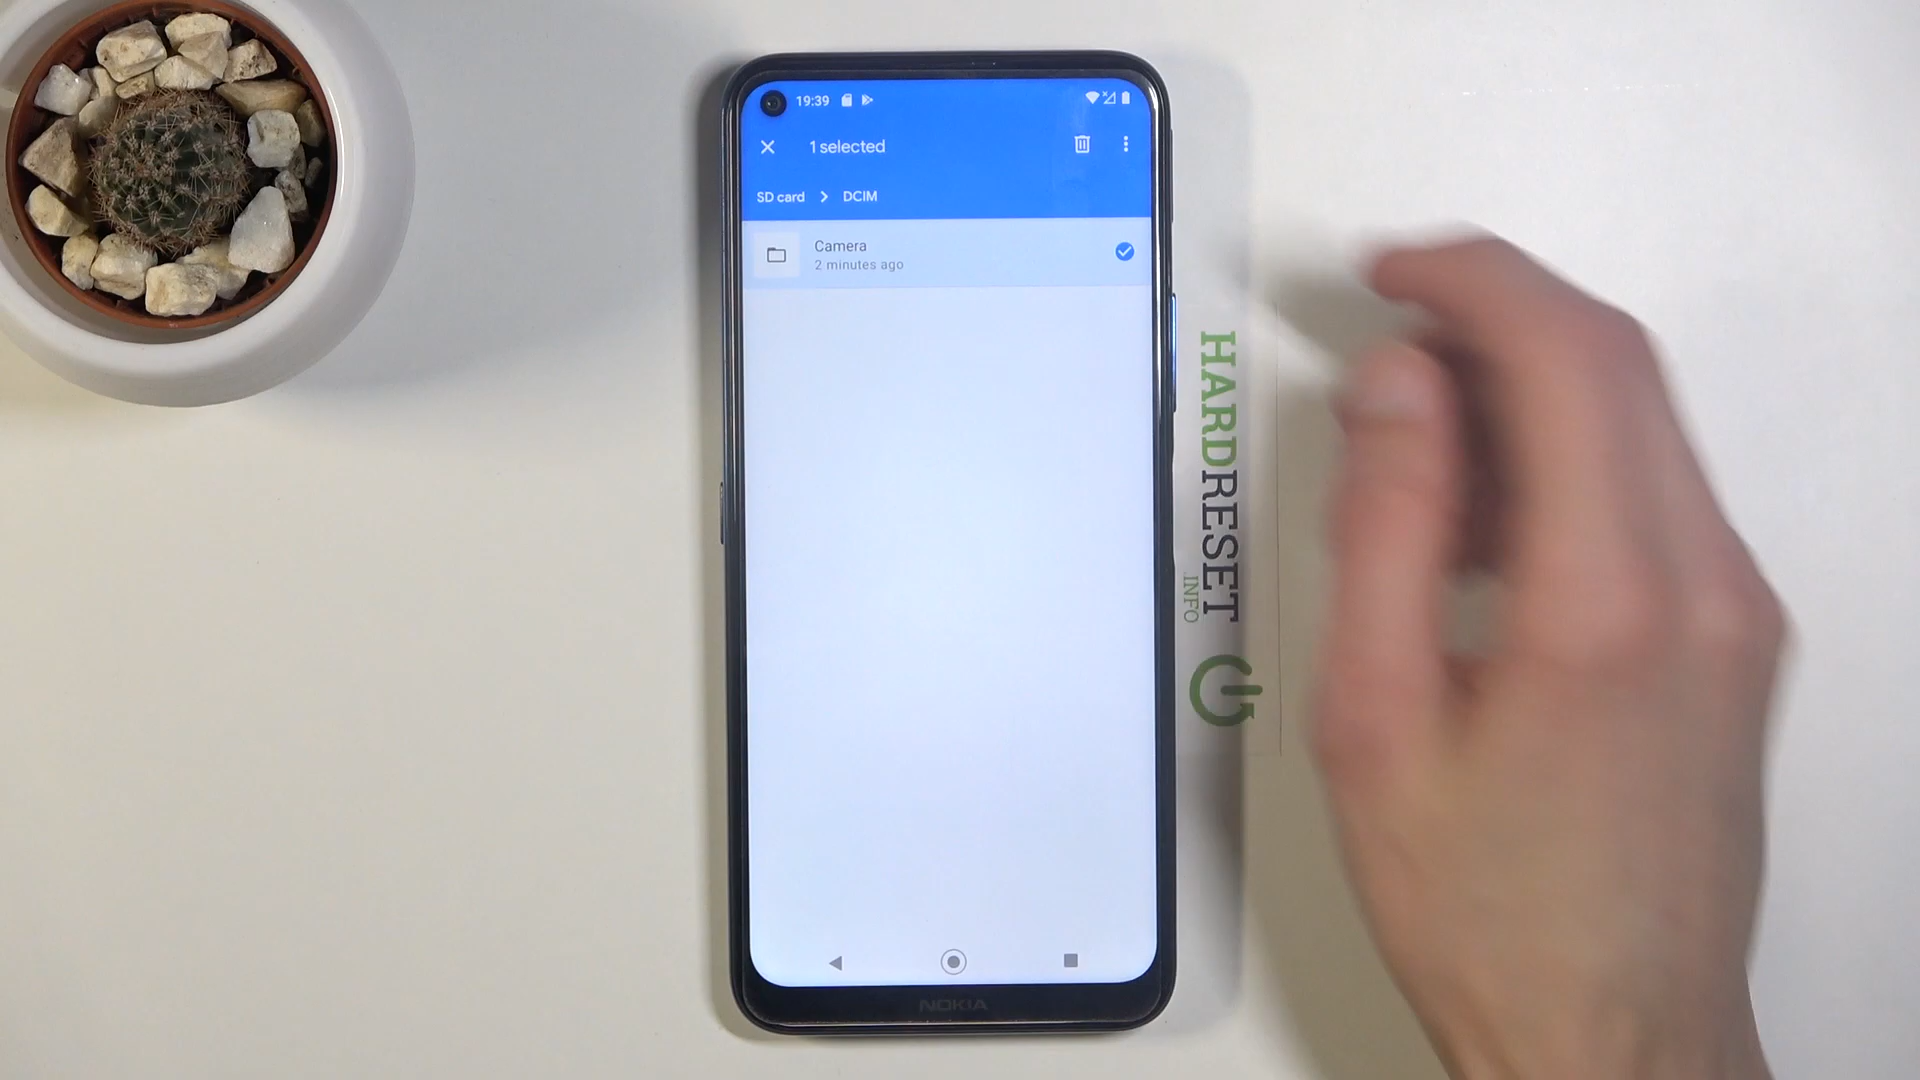 19:39
1 selected
SD card > DCIM
Camera
2 minutes ago
HARDRESET
.INFO
NOKIA